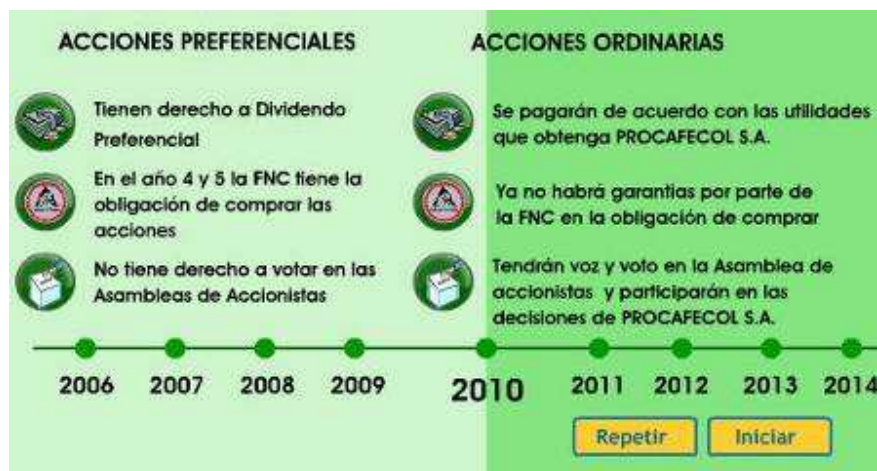 ACCIONES PREFERENCIALES
Tienen derecho a Dividendo
Preferencial
En el año 4 y 5 la FNC tiene la
obligación de comprar las
acciones
No tiene derecho a votar en las
Asambleas de Accionistas
ACCIONES ORDINARIAS
Se pagarán de acuerdo con las utilidades
que obtenga PROCAFECOL S.A.
Ya no habrá garantias por parte de
la FNC en la obligación de comprar
Tendrán voz y voto en la Asamblea de
accionistas y participarán en las
decisiones de PROCAFECOL S.A.
2006 2007 2008 2009 2010 2011 2012 2013 2014
Repetir Iniciar